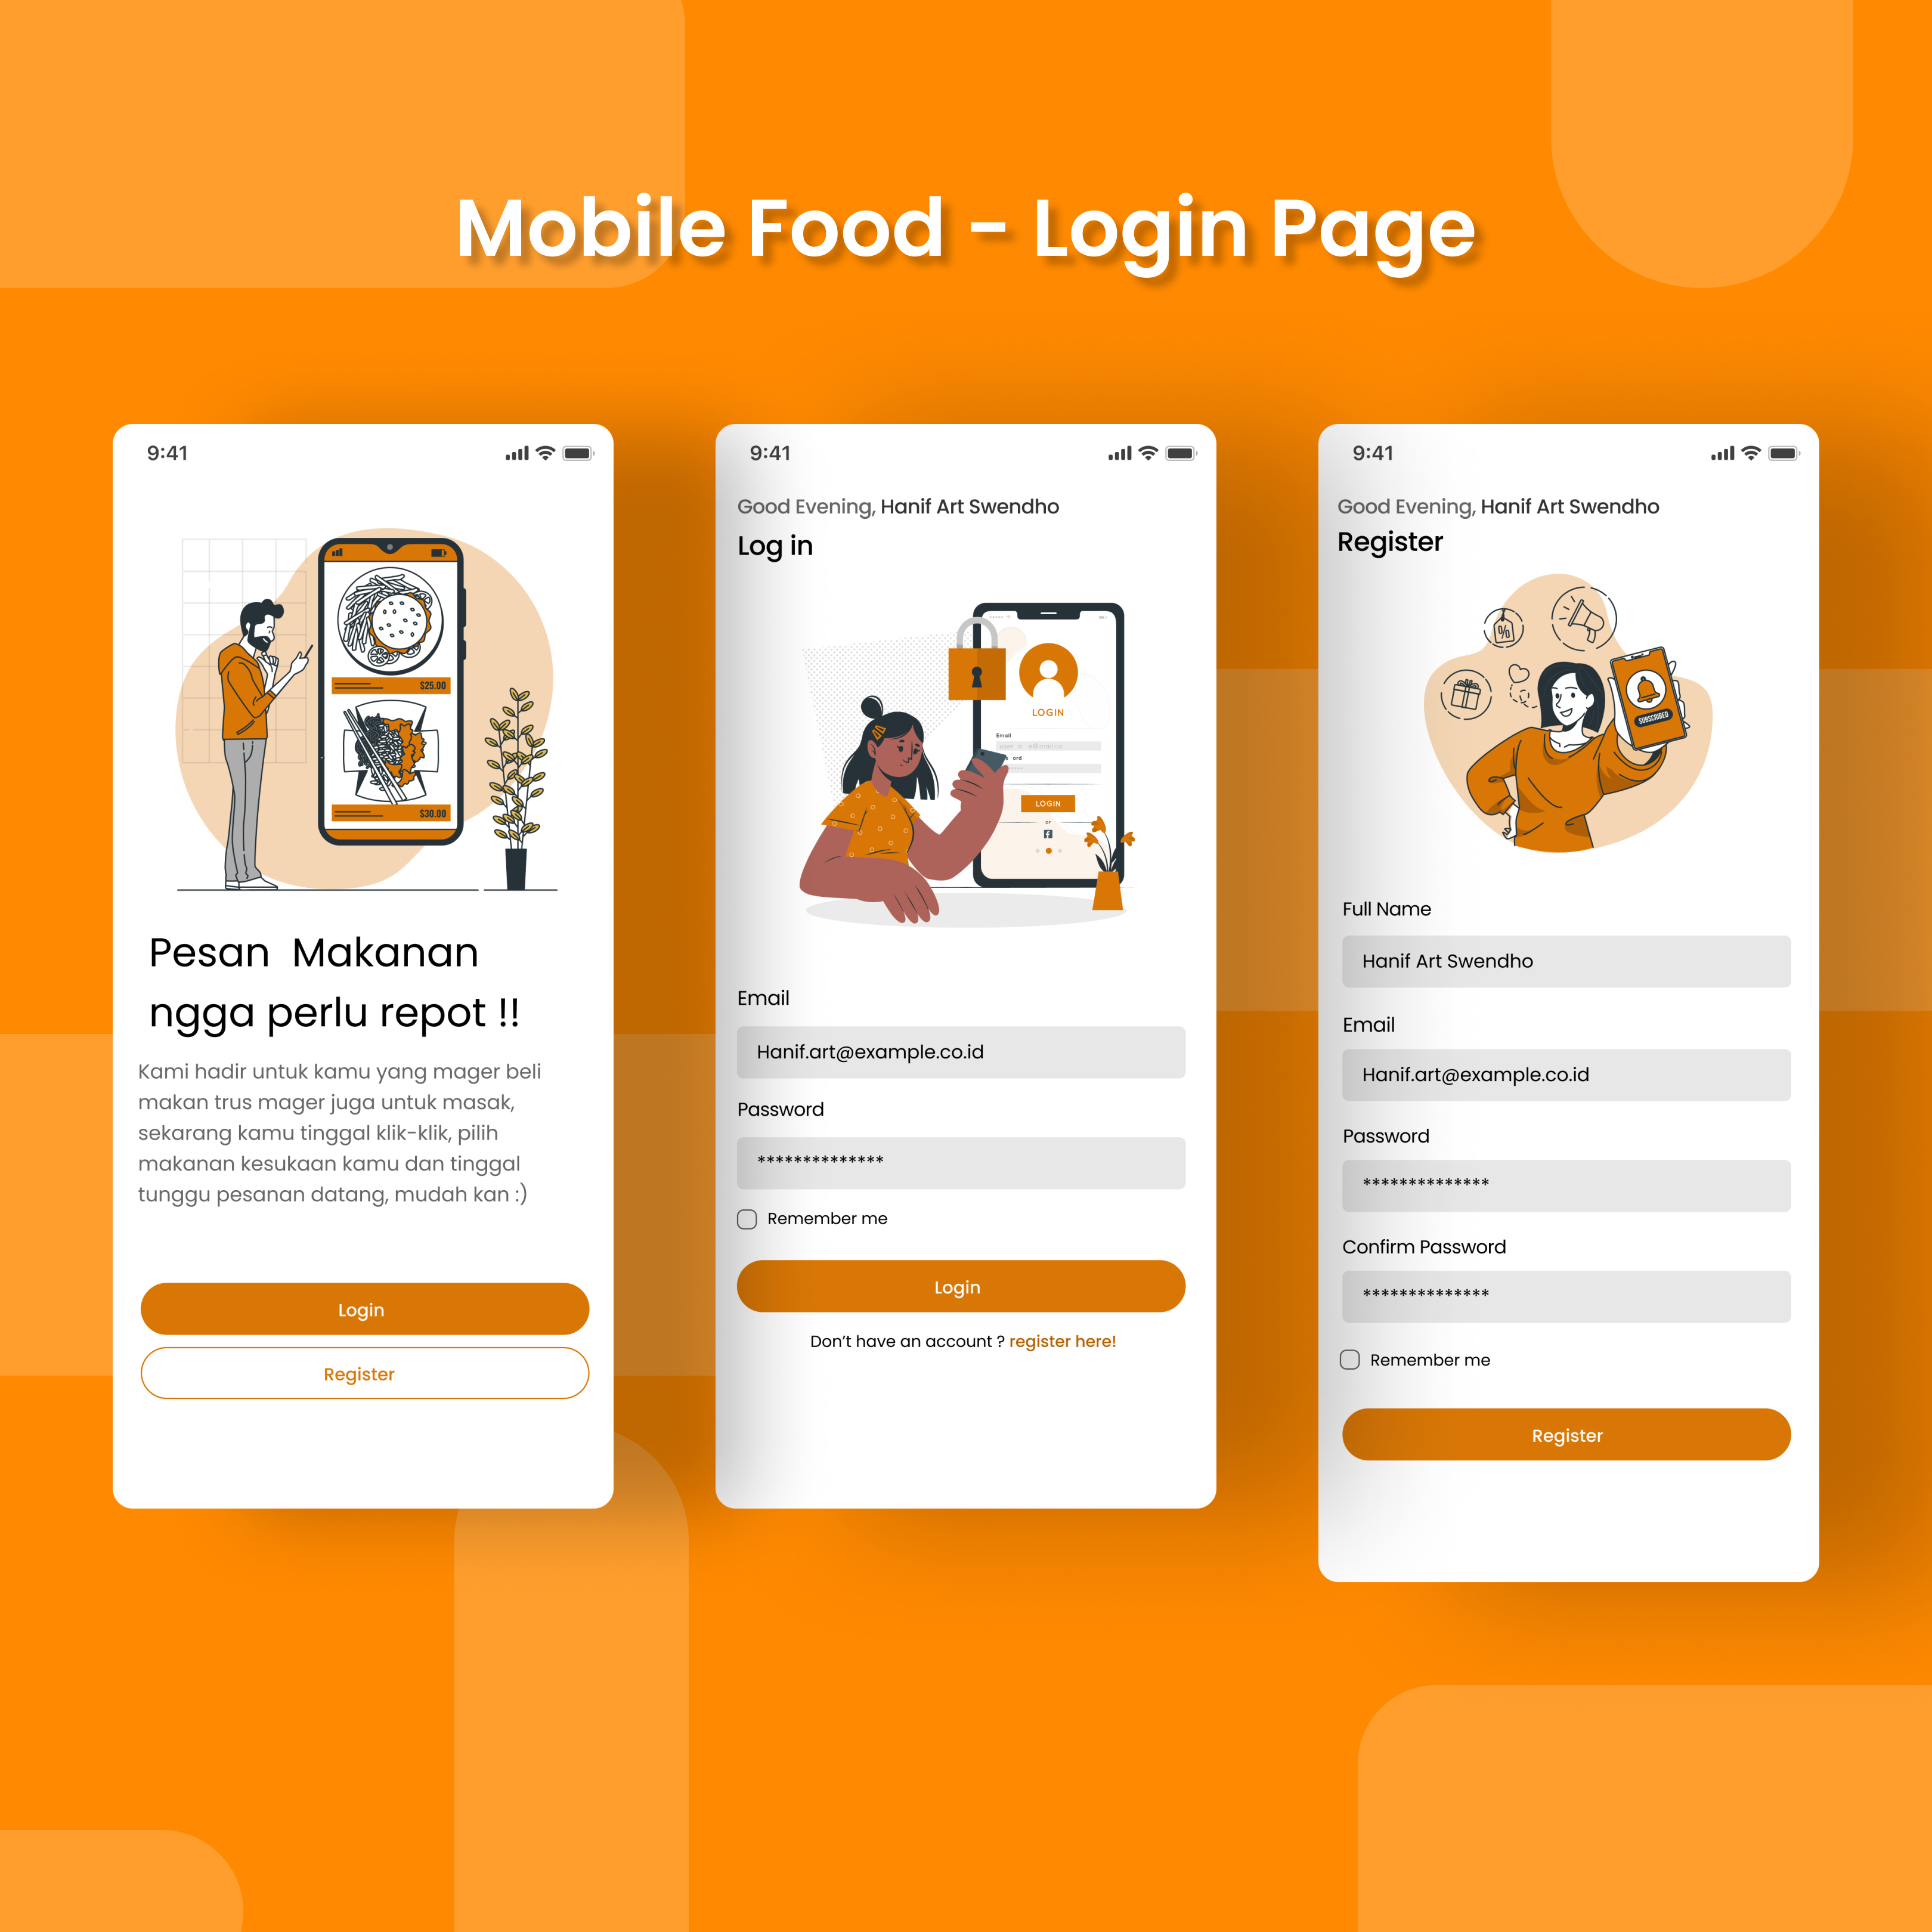 Mobile Food - Login Page
9:41
$25.00
$30.00
Pesan Makanan
ngga perlu repot !!
Kami hadir untuk kamu yang mager beli
makan trus mager juga untuk masak,
sekarang kamu tinggal klik-klik, pilih
makanan kesukaan kamu dan tinggal
tunggu pesanan datang, mudah kan :)
Login
Register
9:41
Good Evening, Hanif Art Swendho
Log in
LOGIN
Email
ord
LOGIN
or
Email
Hanif.art@example.co.id
Password
**************
Remember me
Login
Don't have an account ? register here!
9:41
Good Evening, Hanif Art Swendho
Register
%
SUBSCRIBED
Full Name
Hanif Art Swendho
Email
Hanif.art@example.co.id
Password
**************
Confirm Password
**************
Remember me
Register